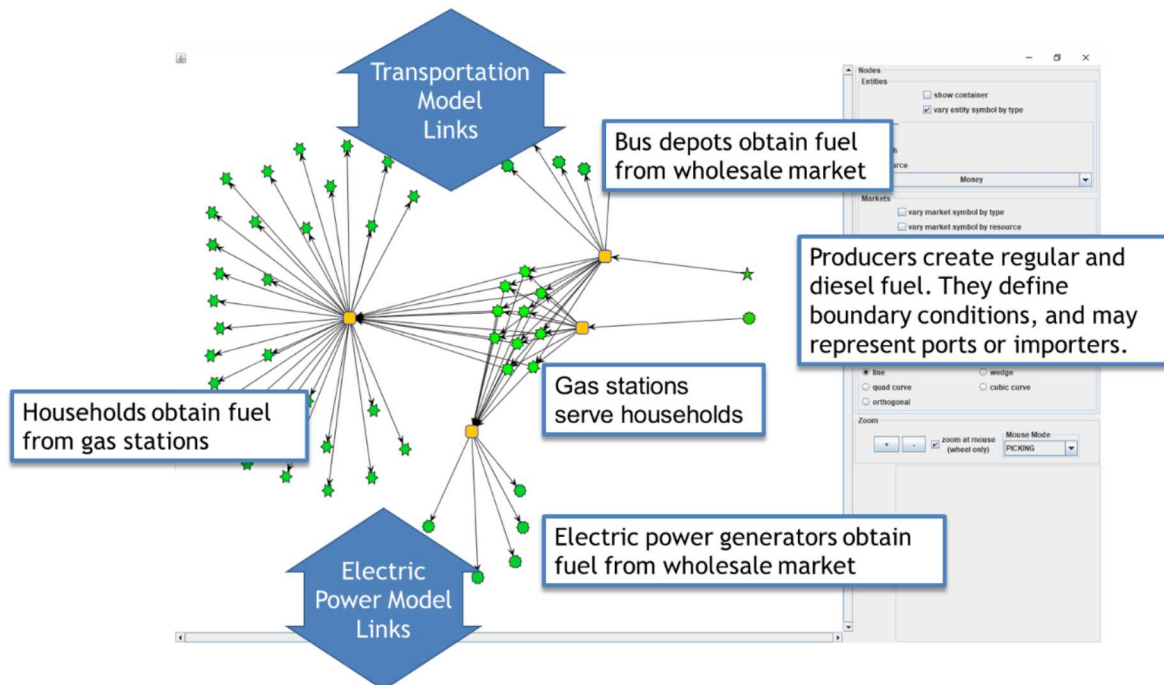 Transportation
Model
Links
Nodes
Entities
show container
vary entity symbol by type
Bus depots obtain fuel
from wholesale market
Money
Markets
vary market symbol by type
vary market symbol by resource
Producers create regular and
diesel fuel. They define
boundary conditions, and may
represent ports or importers.
line
wedge
quad curve
cubic curve
orthogonal
Gas stations
serve households
Households obtain fuel
from gas stations
Zoom
+
-
zoom at mouse
(wheel only)
Mouse Mode
PICKING
Electric power generators obtain
fuel from wholesale market
Electric
Power Model
Links